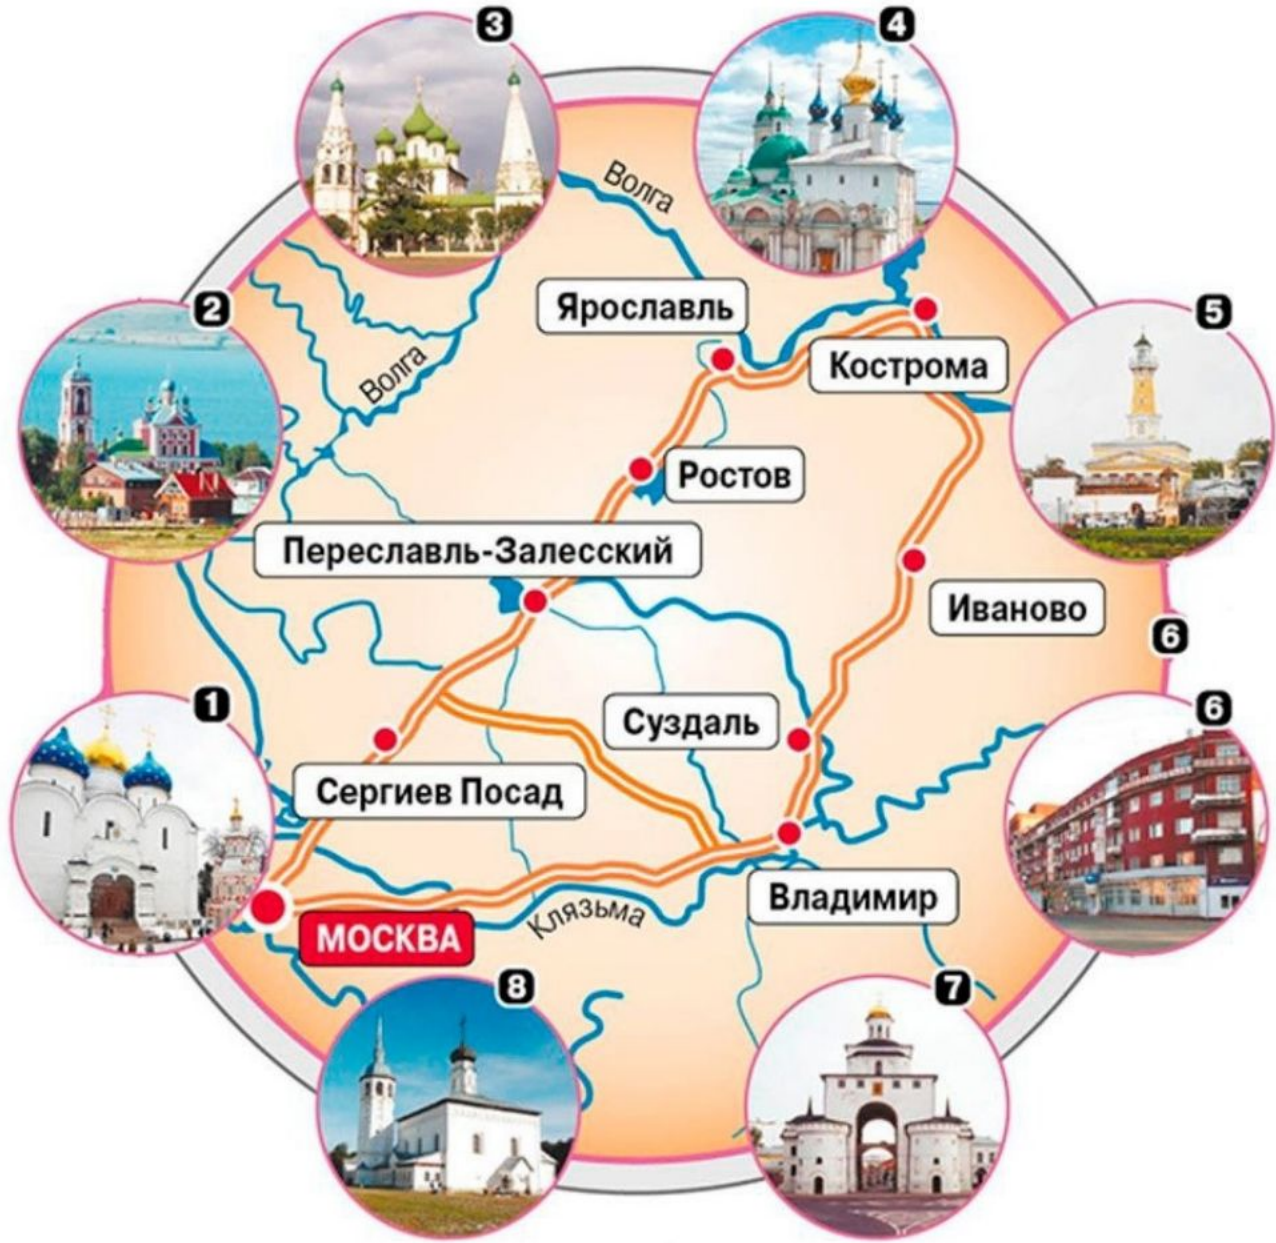 3
4
Волга
2
Ярославль
5
Волга
Кострома
Ростов
Переславль-Залесский
Иваново
6
1
Суздаль
6
Сергиев Посад
Владимир
Клязьма
МОСКВА
8
7